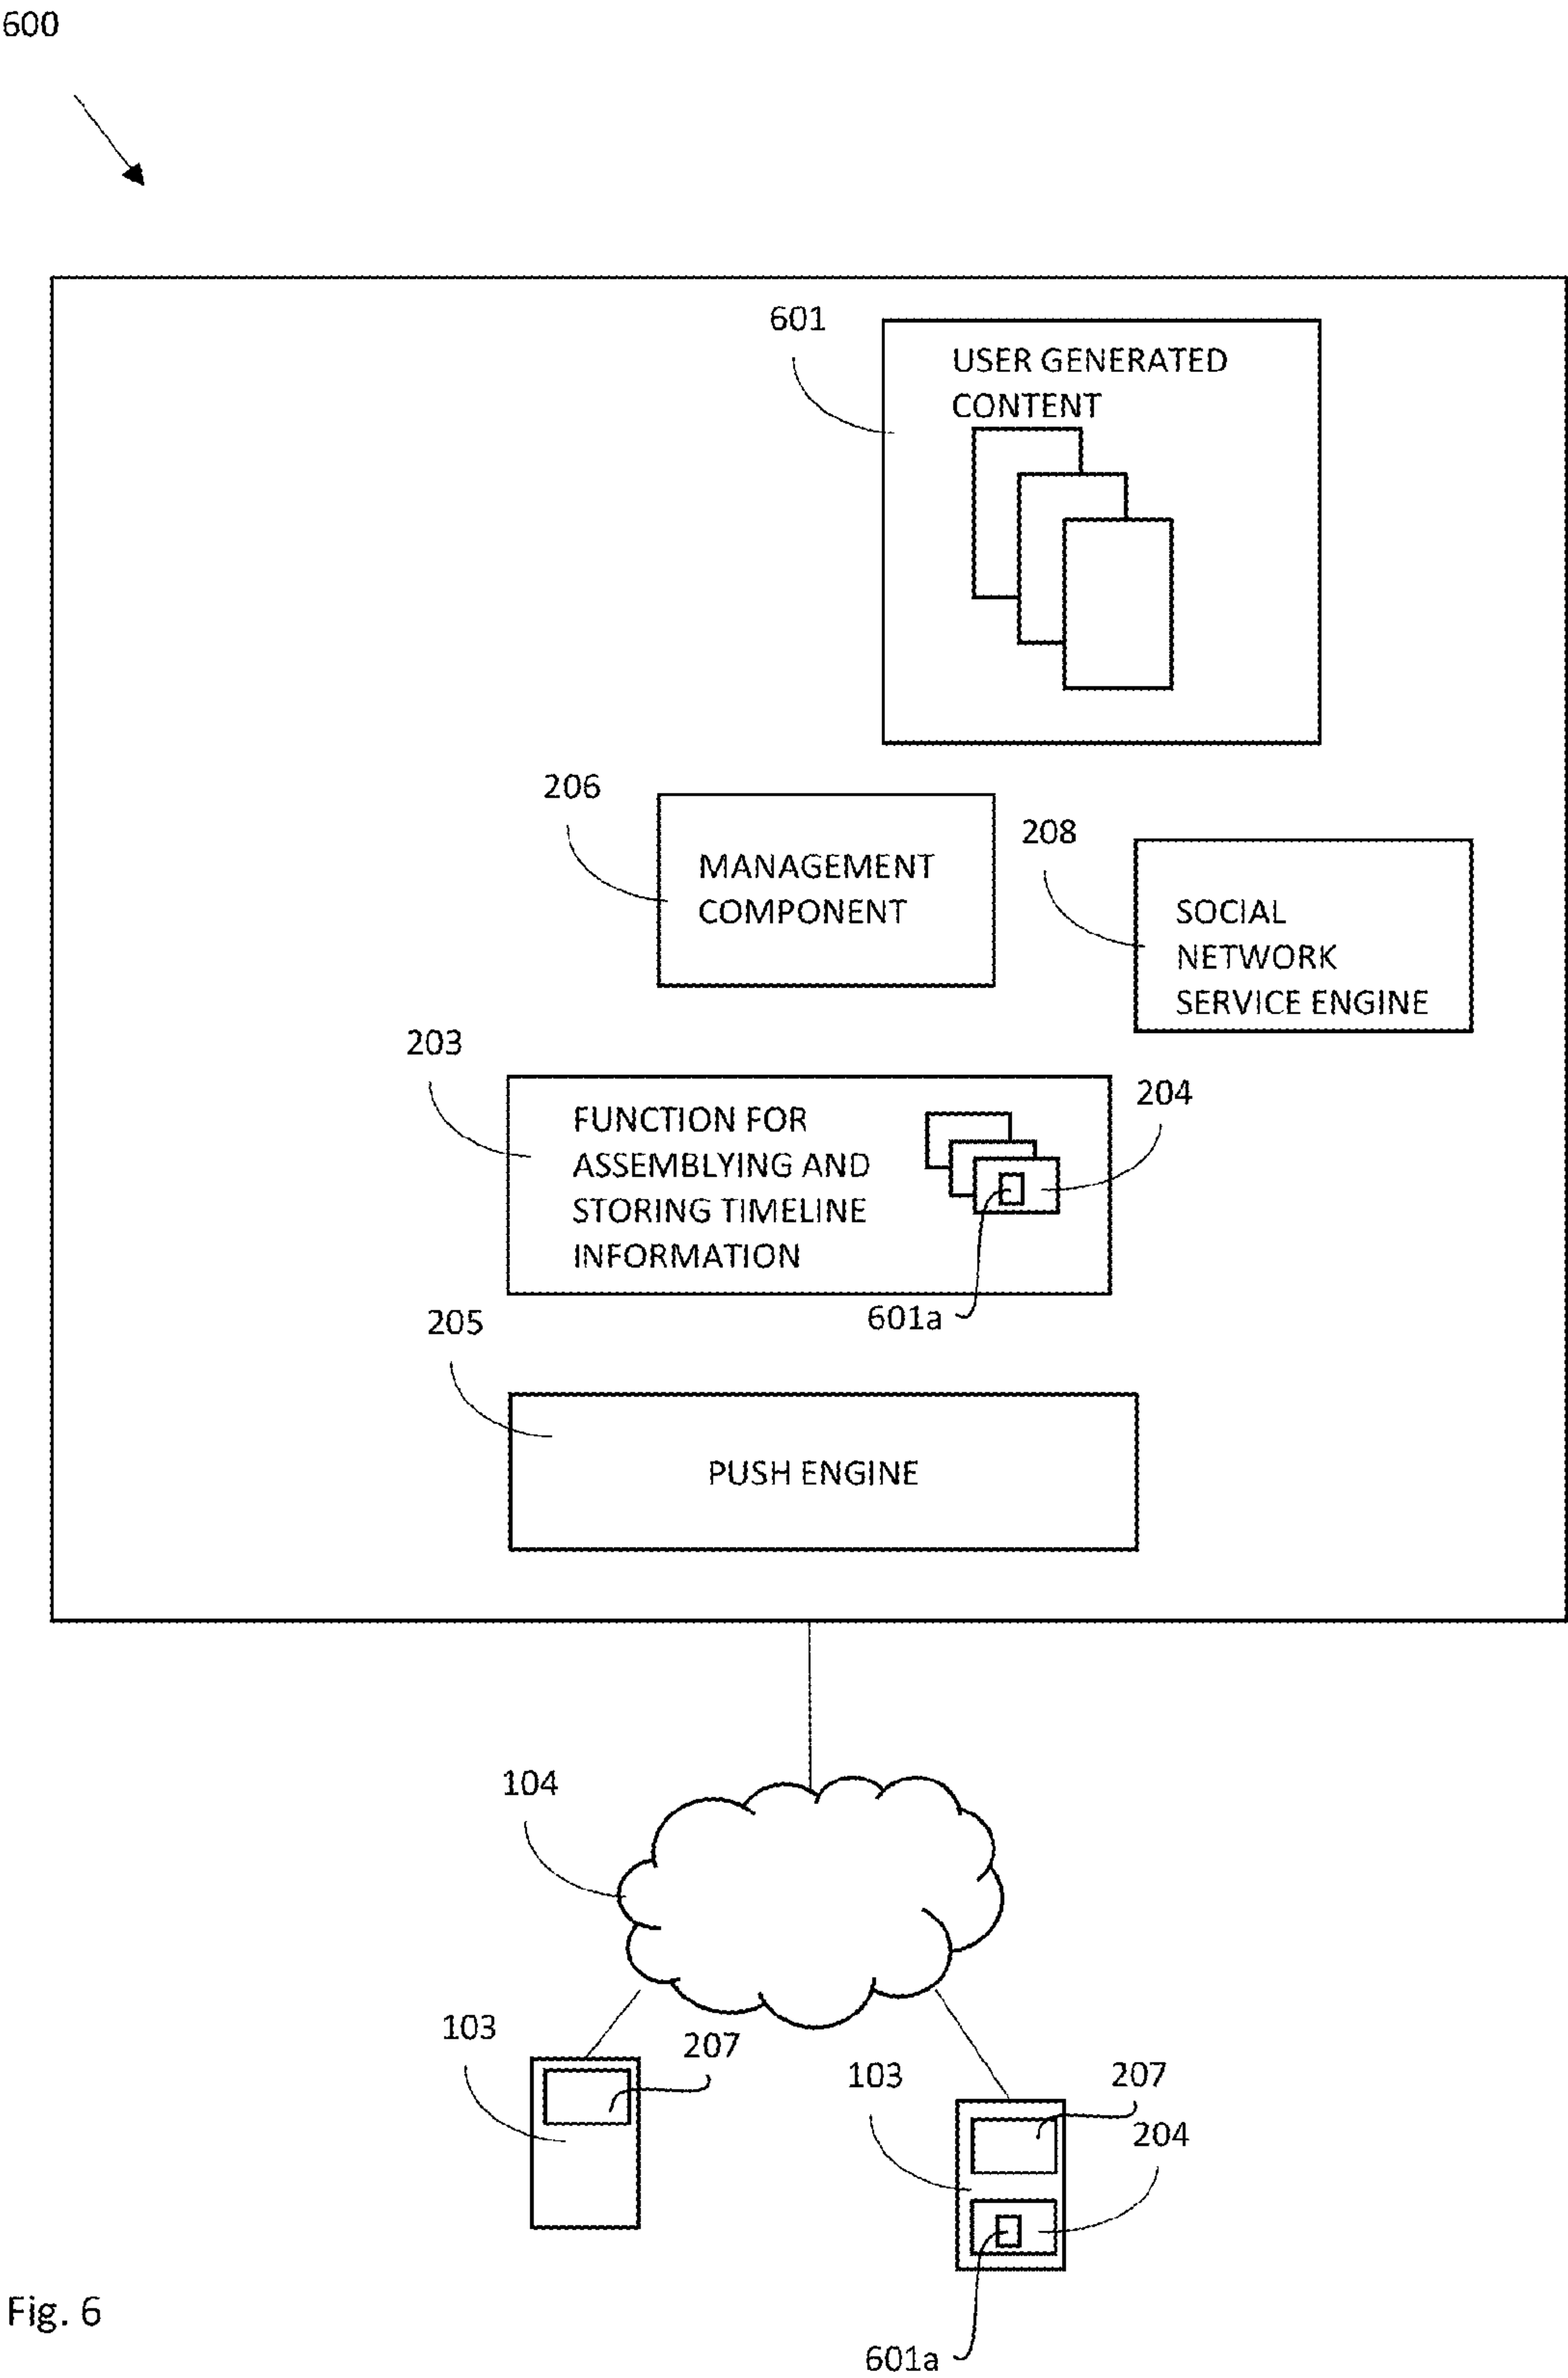 600
601
USER GENERATED
CONTENT
206
MANAGEMENT
COMPONENT
208
SOCIAL
NETWORK
SERVICE ENGINE
203
FUNCTION FOR
ASSEMBLYING AND
STORING TIMELINE
INFORMATION
204
601a
205
PUSH ENGINE
104
103
207
103
207
204
601a
Fig. 6